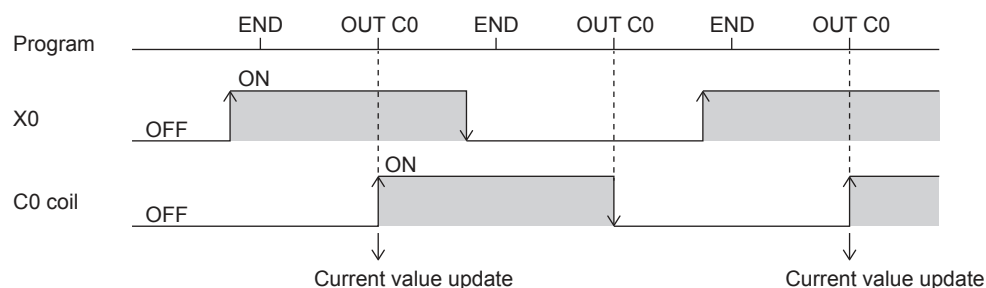 END OUT C0 END OUT C0 END OUT C0
Program
ON
X0
OFF
ON
C0 coil
OFF
Current value update Current value update